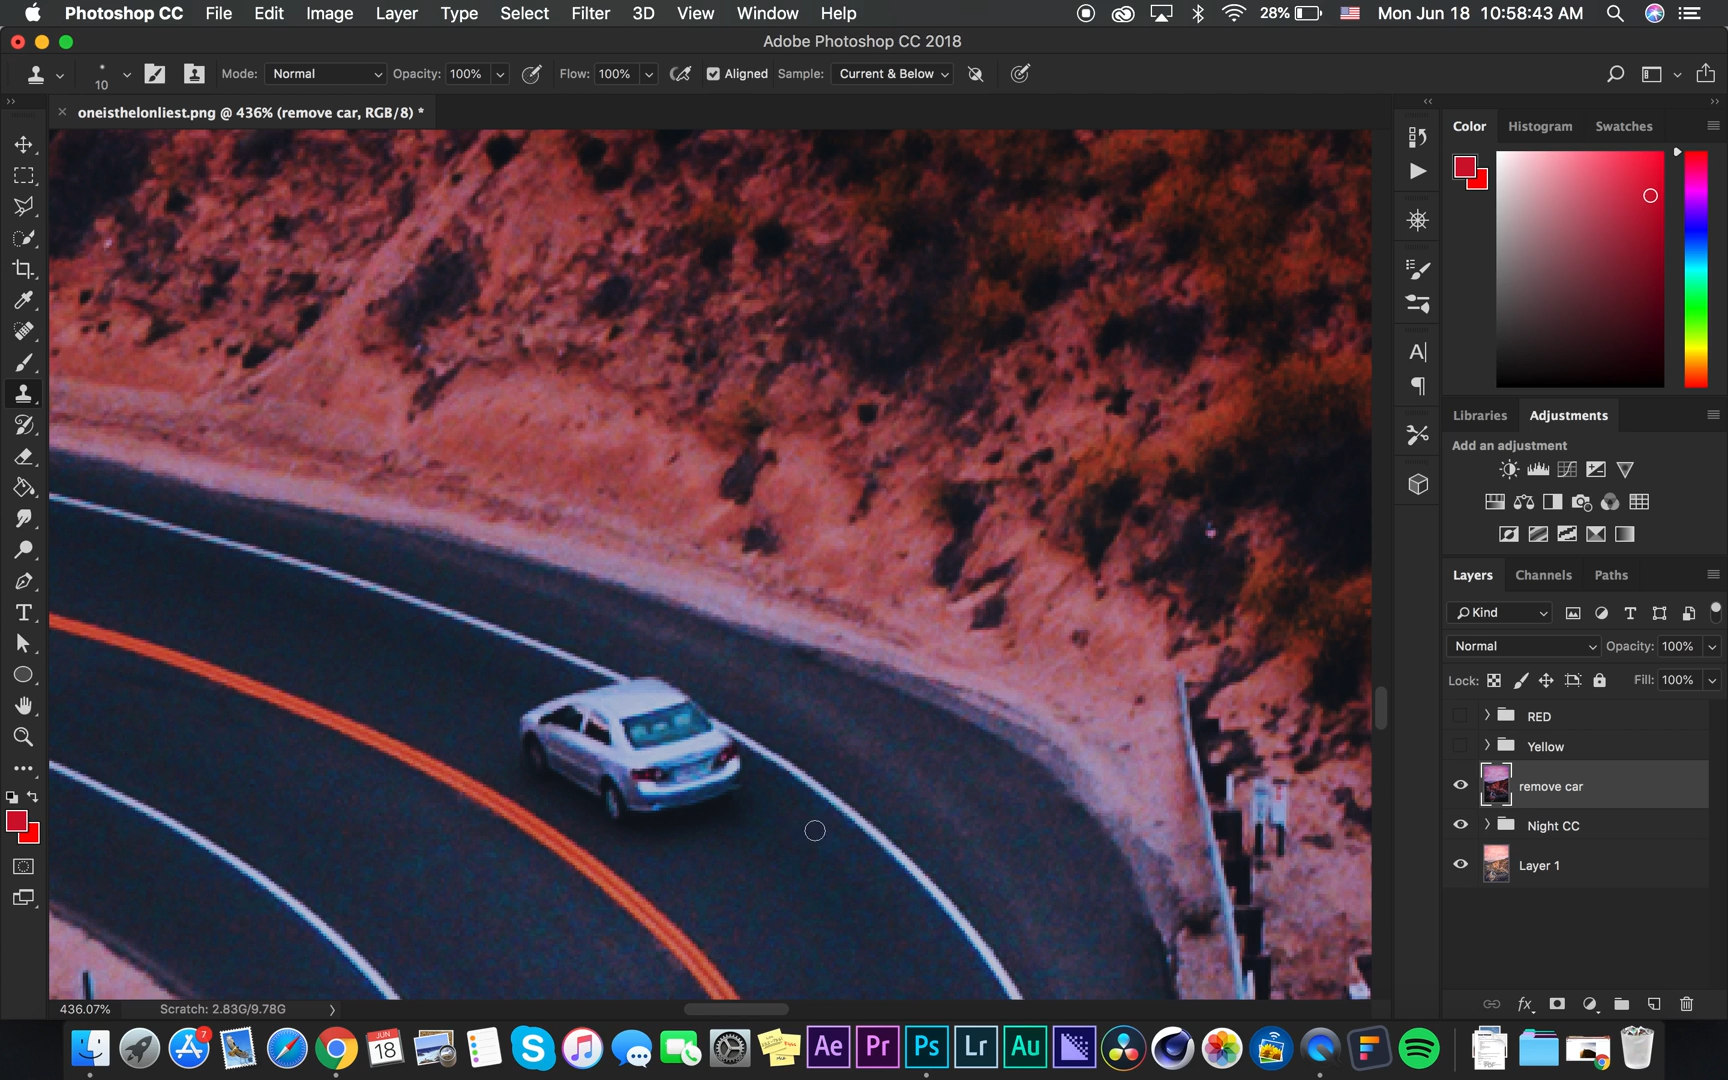 Photoshop CC File Edit Image Layer Type Select Filter 3D View Window Help 28% Mon Jun 18 10:58:43 AM
Adobe Photoshop CC 2018
10 Mode: Normal Opacity: 100% Flow: 100% Aligned Sample: Current & Below
oneisthelonliest.png @ 436% (remove car, RGB/8) *
Color Histogram Swatches
Libraries Adjustments
Add an adjustment
Layers Channels Paths
Kind
Normal Opacity: 100%
Lock: Fill: 100%
RED
Yellow
remove car
Night CC
Layer 1
436.07% Scratch: 2.83G/9.78G
7 JUN 18 Ae Pr Ps Lr Au